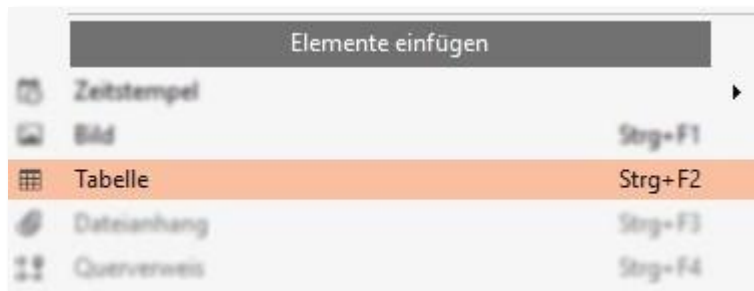 Elemente einfügen
Zeitstempel
Bild Strg+F1
Tabelle Strg+F2
Dateianhang Strg+F3
Querverweis Strg+F4